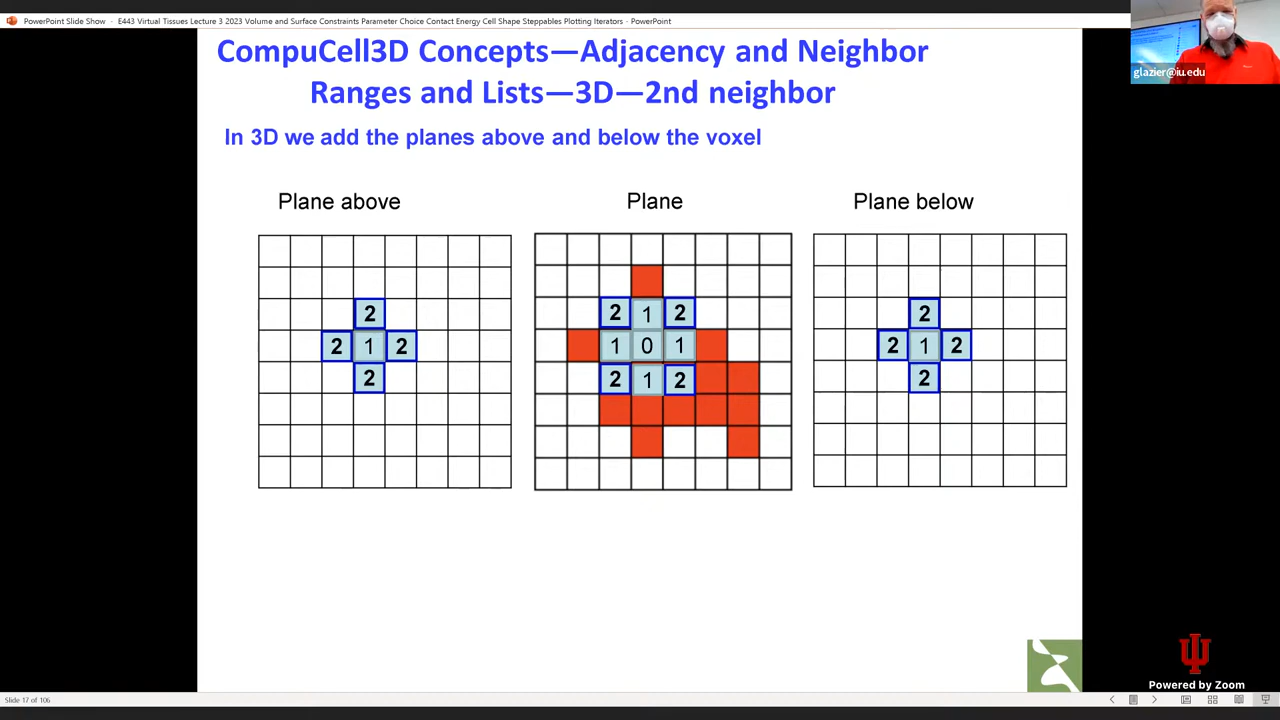 PowerPoint Slide Show - E443 Virtual Tissues Lecture 3 2023 Volume and Surface Constraints Parameter Choice Contact Energy Cell Shape Steppables Plotting Iterators - PowerPoint
CompuCell3D Concepts—Adjacency and Neighbor
Ranges and Lists—3D—2nd neighbor
glazier@iu.edu
In 3D we add the planes above and below the voxel
Plane above
Plane
Plane below
2
2 1 2
2
2 1 2
1 0 1
2 1 2
2
2 1 2
2
Powered by Zoom
Slide 17 of 106